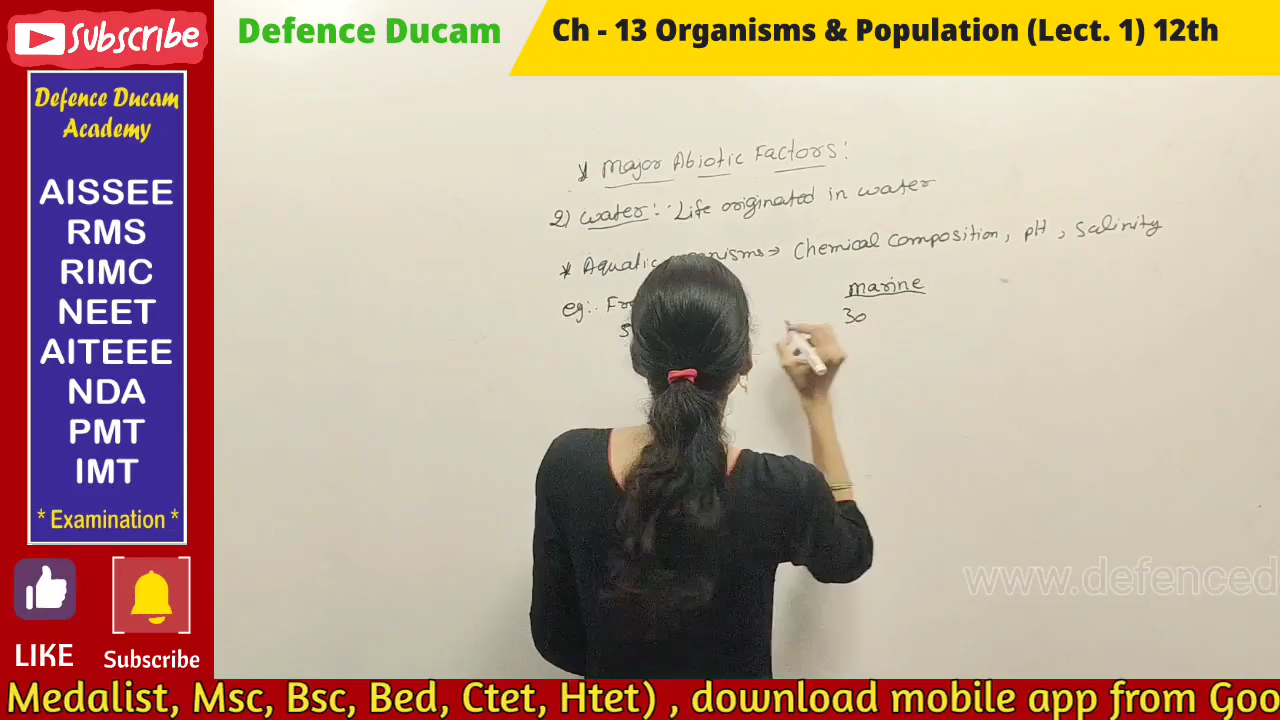 SUBSCRIBE
Defence Ducam
Ch - 13 Organisms & Population (Lect. 1) 12th
Defence Ducam
Academy
AISSEE
RMS
RIMC
NEET
AITEEE
NDA
PMT
IMT
* Examination *
LIKE
Subscribe
* Major Abiotic Factors:
2) water: Life originated in water
* Aquatic → Chemical composition, pH, Salinity
eg:.
marine
30
www.defenced
Medalist, Msc, Bsc, Bed, Ctet, Htet) , download mobile app from Goo